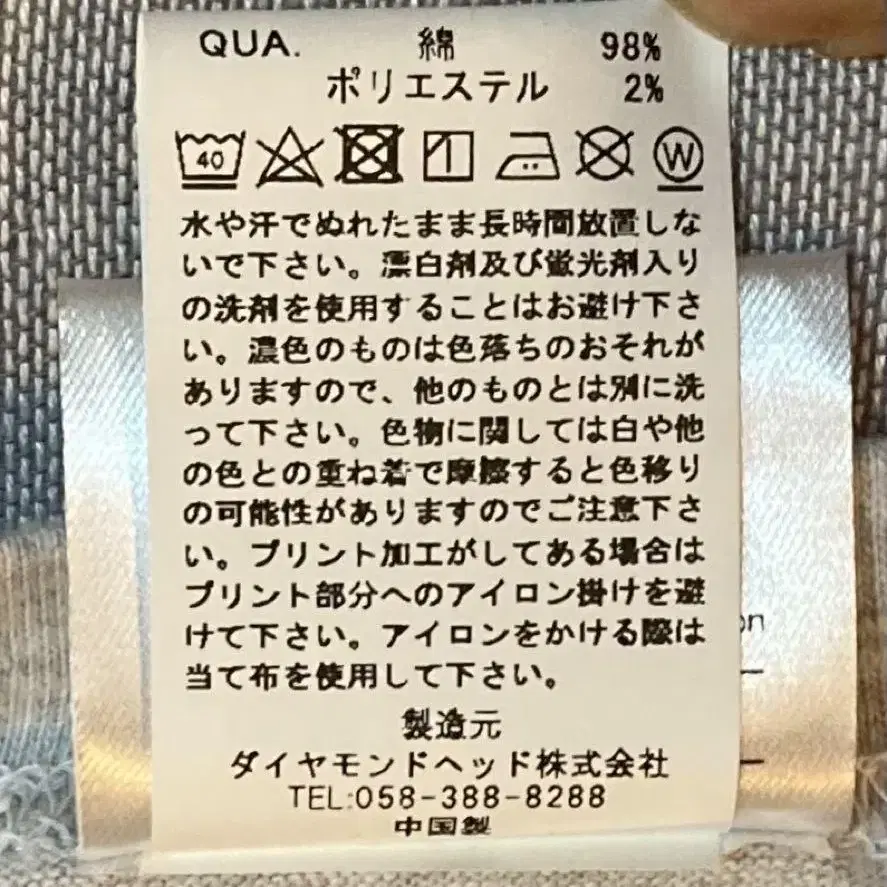 QUA. 綿 98%
ポリエステル 2%
40 W
水や汗でぬれたまま長時間放置しな
いで下さい。漂白剤及び蛍光剤入り
の洗剤を使用することはお避け下さ
い。濃色のものは色落ちのおそれが
ありますので、他のものとは別に洗
って下さい。色物に関しては白や他
の色との重ね着で摩擦すると色移り
の可能性がありますのでご注意下さ
い。プリント加工がしてある場合は
プリント部分へのアイロン掛けを避
けて下さい。アイロンをかける際は
当て布を使用して下さい。
製造元
ダイヤモンドヘッド株式会社
TEL:058-388-8288
中国製